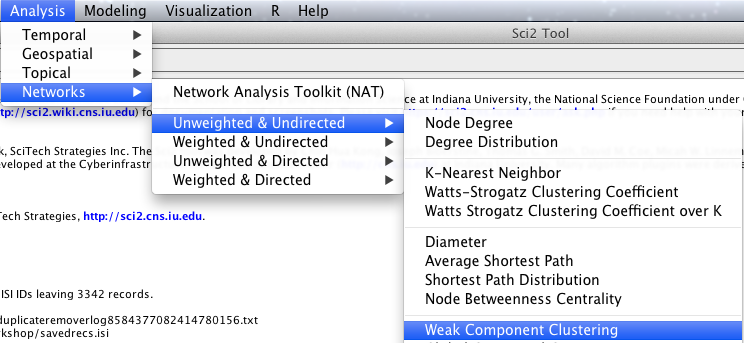 Analysis Modeling Visualization R Help
Sci2 Tool
Temporal
Geospatial
Topical
Networks
Network Analysis Toolkit (NAT)
Unweighted & Undirected
Weighted & Undirected
Unweighted & Directed
Weighted & Directed
Node Degree
Degree Distribution
K-Nearest Neighbor
Watts-Strogatz Clustering Coefficient
Watts Strogatz Clustering Coefficient over K
Diameter
Average Shortest Path
Shortest Path Distribution
Node Betweenness Centrality
Weak Component Clustering
ce at Indiana University, the National Science Foundation under
tp://sci2.wiki.cns.iu.edu) fo
k, SciTech Strategies Inc. The
eveloped at the Cyberinfrastr
Tech Strategies, http://sci2.cns.iu.edu.
ISI IDs leaving 3342 records.
duplicateremoverlog8584377082414780156.txt
rkshop/savedrecs.isi